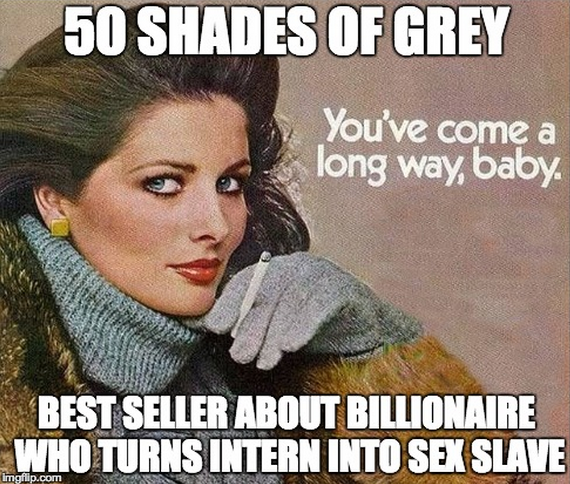 50 SHADES OF GREY
You've come a
long way, baby.
BEST SELLER ABOUT BILLIONAIRE
WHO TURNS INTERN INTO SEX SLAVE
imgflip.com